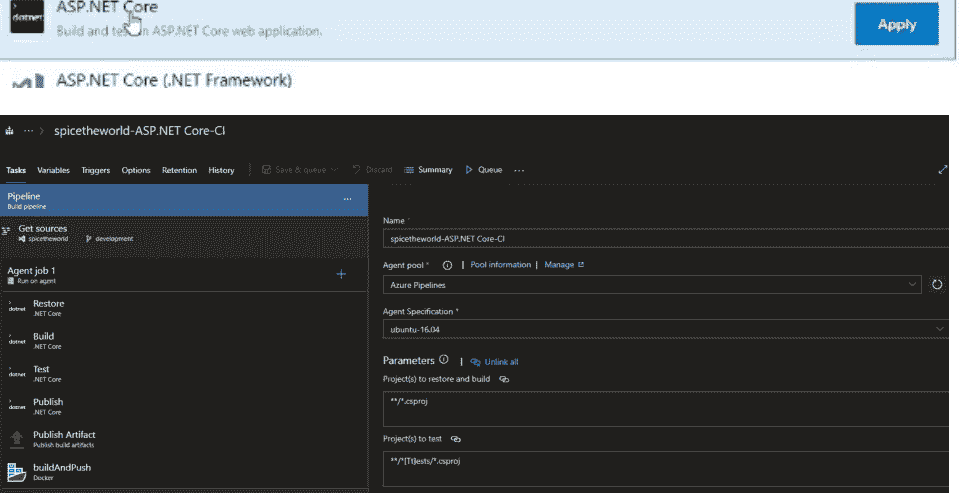 dotnet
ASP.NET Core
Build and test an ASP.NET Core web application.
Apply
ASP.NET Core (.NET Framework)
··· > spicetheworld-ASP.NET Core-CI
Tasks Variables Triggers Options Retention History Save & queue Discard Summary Queue ···
Pipeline ···
Build pipeline
Get sources
spicetheworld development
Agent job 1 +
Run on agent
dotnet Restore
.NET Core
dotnet Build
.NET Core
dotnet Test
.NET Core
dotnet Publish
.NET Core
Publish Artifact
Publish build artifacts
buildAndPush
Docker
Name *
spicetheworld-ASP.NET Core-CI
Agent pool * | Pool information | Manage
Azure Pipelines
Agent Specification *
ubuntu-16.04
Parameters | Unlink all
Project(s) to restore and build
**/*.csproj
Project(s) to test
**/*[Tt]ests/*.csproj